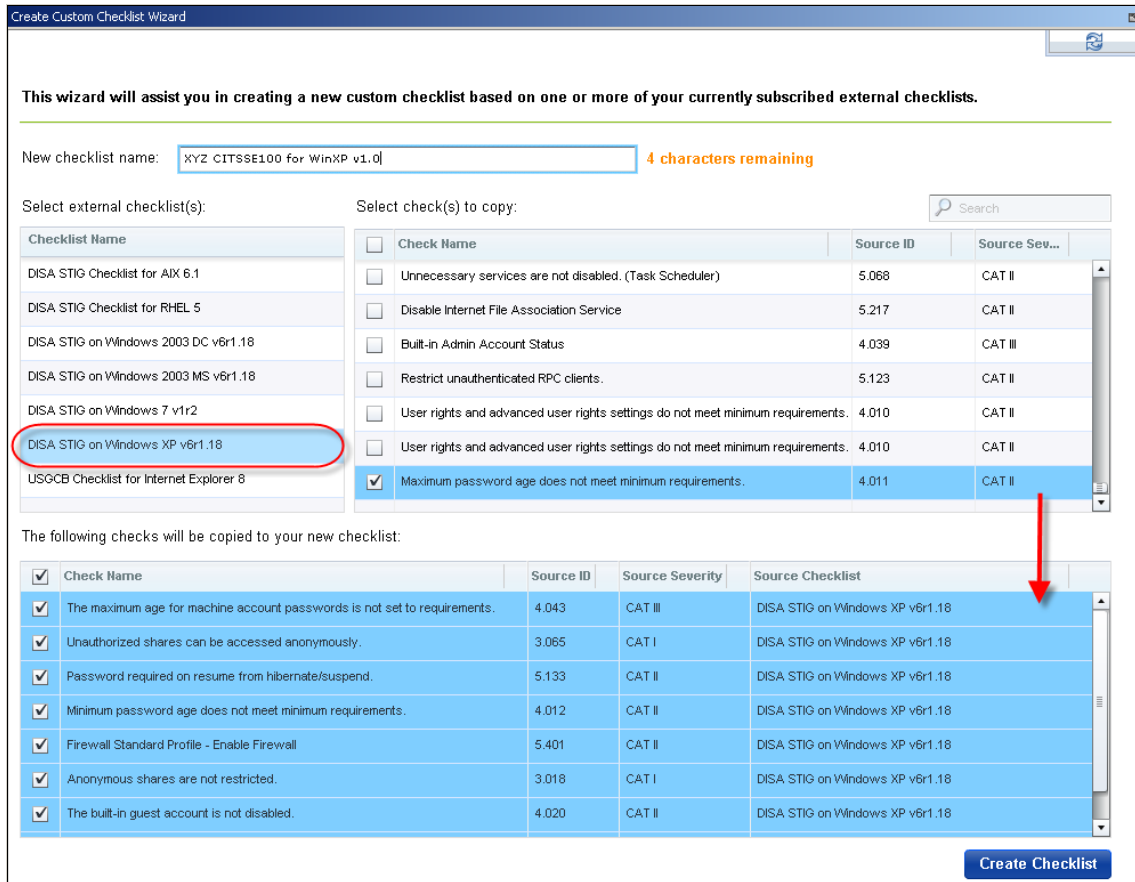 Create Custom Checklist Wizard
This wizard will assist you in creating a new custom checklist based on one or more of your currently subscribed external checklists.
New checklist name: XYZ CITSSE100 for WinXP v1.0 4 characters remaining
Select external checklist(s):
Checklist Name
DISA STIG Checklist for AIX 6.1
DISA STIG Checklist for RHEL 5
DISA STIG on Windows 2003 DC v6r1.18
DISA STIG on Windows 2003 MS v6r1.18
DISA STIG on Windows 7 v1r2
DISA STIG on Windows XP v6r1.18
USGCB Checklist for Internet Explorer 8
Select check(s) to copy: Search
Check Name Source ID Source Sev...
Unnecessary services are not disabled. (Task Scheduler) 5.068 CAT II
Disable Internet File Association Service 5.217 CAT II
Built-in Admin Account Status 4.039 CAT III
Restrict unauthenticated RPC clients. 5.123 CAT II
User rights and advanced user rights settings do not meet minimum requirements. 4.010 CAT II
User rights and advanced user rights settings do not meet minimum requirements. 4.010 CAT II
Maximum password age does not meet minimum requirements. 4.011 CAT II
The following checks will be copied to your new checklist:
Check Name Source ID Source Severity Source Checklist
The maximum age for machine account passwords is not set to requirements. 4.043 CAT III DISA STIG on Windows XP v6r1.18
Unauthorized shares can be accessed anonymously. 3.065 CAT I DISA STIG on Windows XP v6r1.18
Password required on resume from hibernate/suspend. 5.133 CAT II DISA STIG on Windows XP v6r1.18
Minimum password age does not meet minimum requirements. 4.012 CAT II DISA STIG on Windows XP v6r1.18
Firewall Standard Profile - Enable Firewall 5.401 CAT II DISA STIG on Windows XP v6r1.18
Anonymous shares are not restricted. 3.018 CAT I DISA STIG on Windows XP v6r1.18
The built-in guest account is not disabled. 4.020 CAT II DISA STIG on Windows XP v6r1.18
Create Checklist